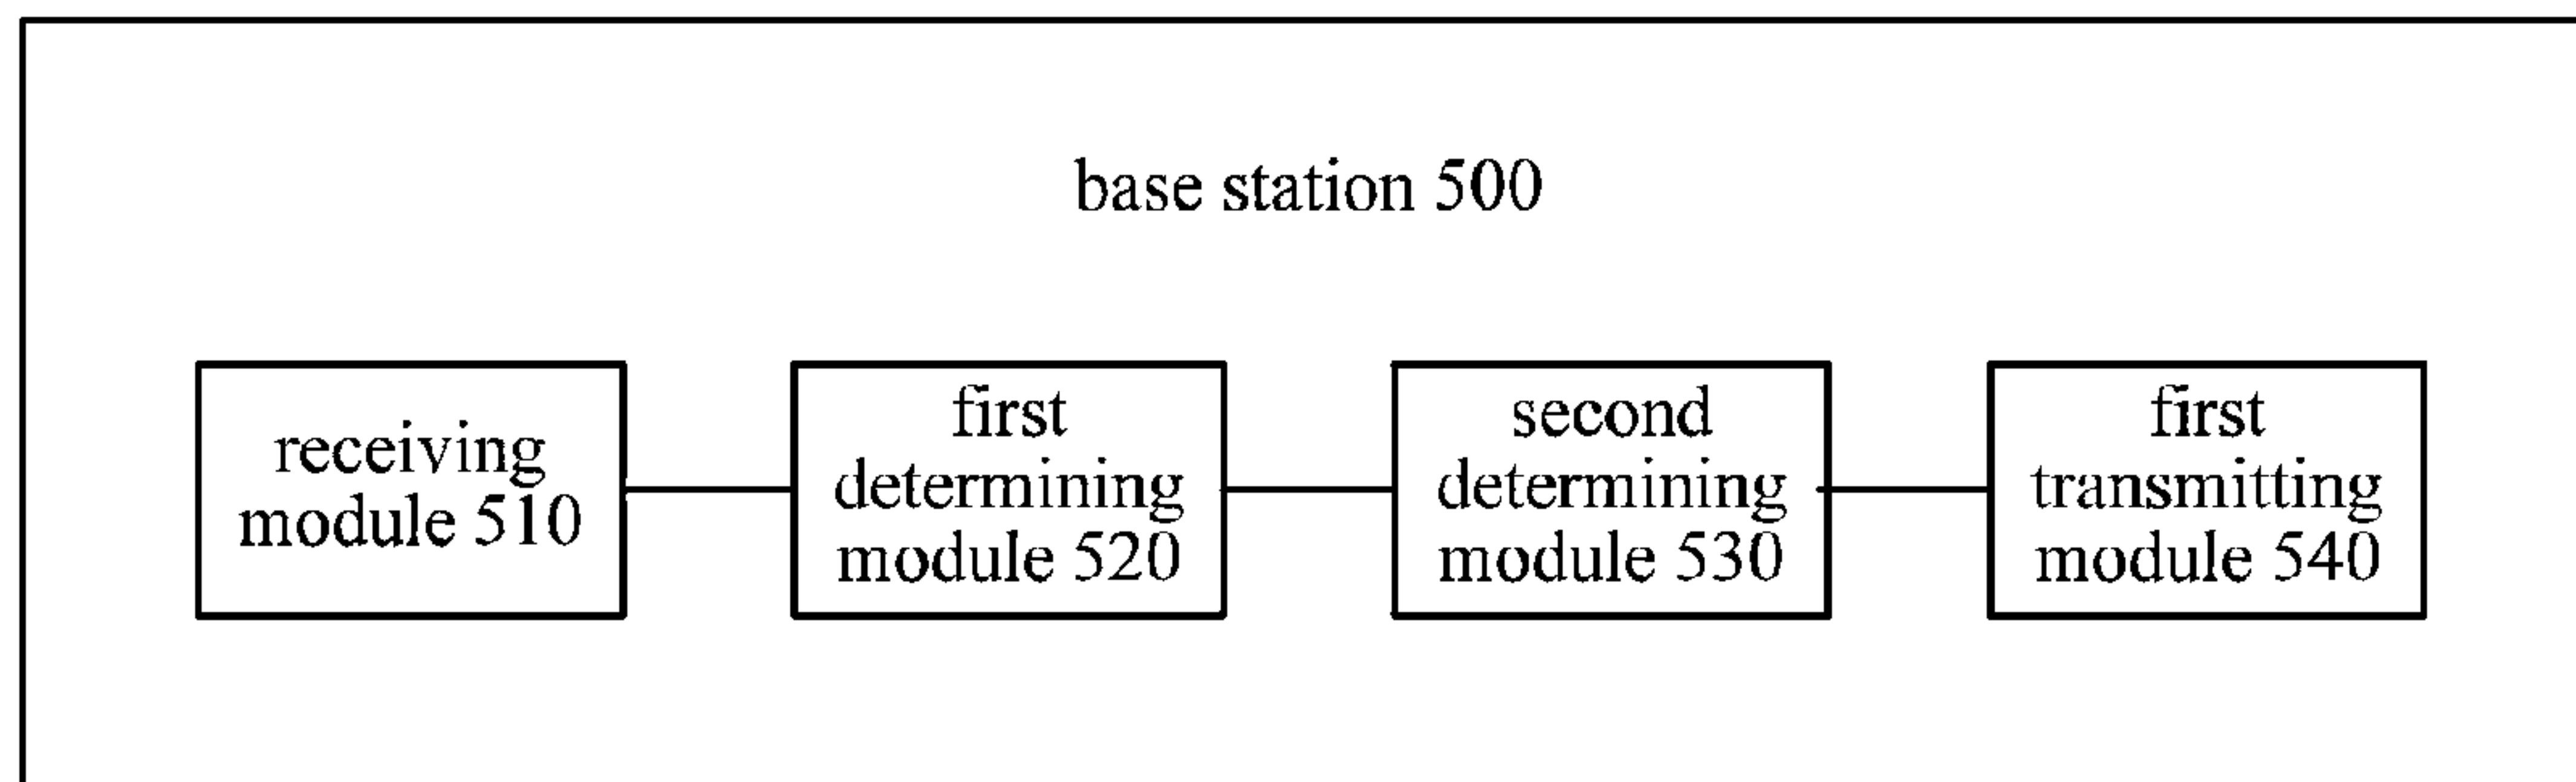 base station 500
receiving
module 510
first
determining
module 520
second
determining
module 530
first
transmitting
module 540